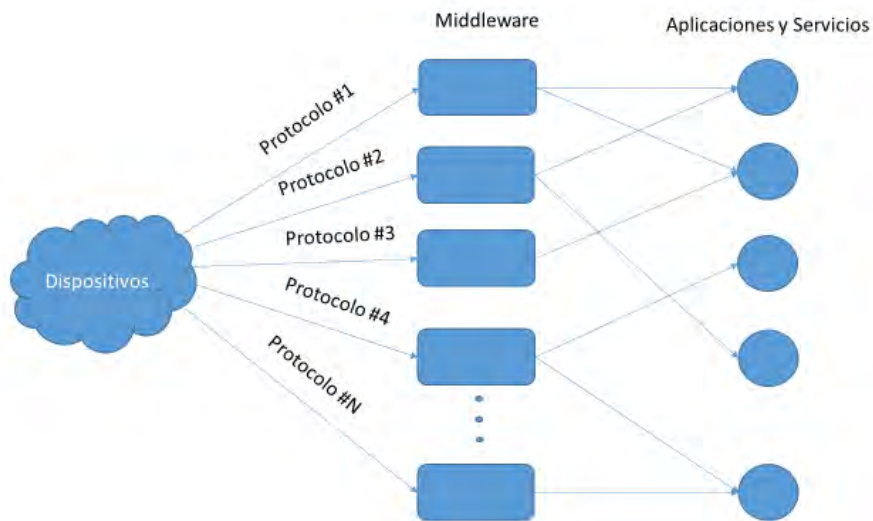 Middleware
Aplicaciones y Servicios
Protocolo #1
Protocolo #2
Protocolo #3
Dispositivos
Protocolo #4
Protocolo #N